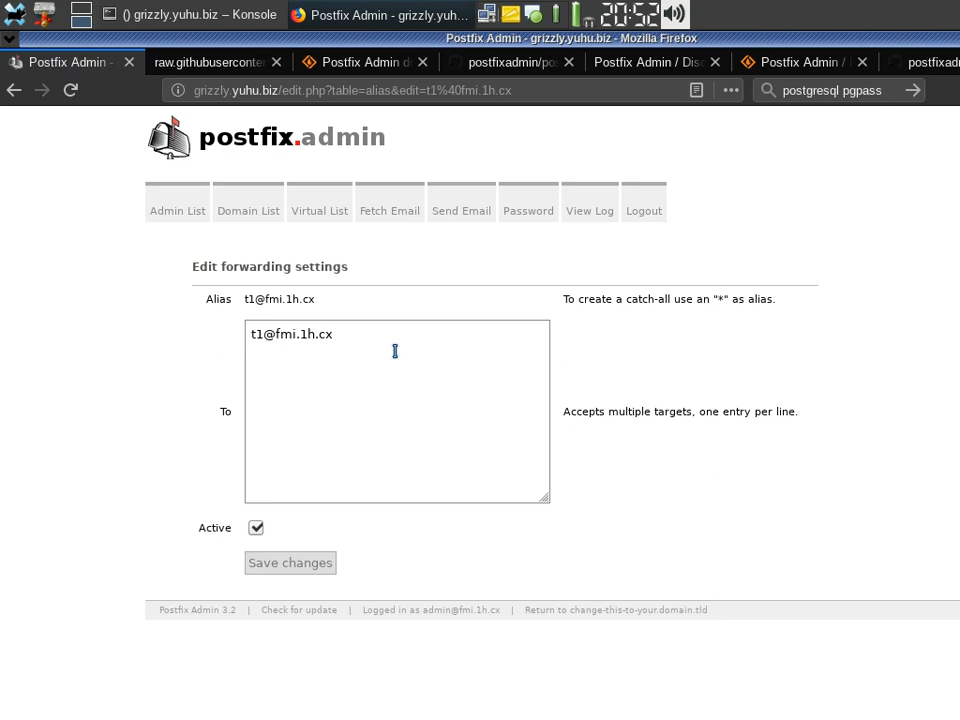 () grizzly.yuhu.biz – Konsole
Postfix Admin - grizzly.yuh...
20:52
Postfix Admin - grizzly.yuhu.biz - Mozilla Firefox
Postfix Admin -
raw.githubuserconte
Postfix Admin d
postfixadmin/po
Postfix Admin / Dis
Postfix Admin /
postfixad
grizzly.yuhu.biz/edit.php?table=alias&edit=t1%40fmi.1h.cx
postgresql pgpass
postfix.admin
Admin List
Domain List
Virtual List
Fetch Email
Send Email
Password
View Log
Logout
Edit forwarding settings
Alias t1@fmi.1h.cx To create a catch-all use an "*" as alias.
t1@fmi.1h.cx
To Accepts multiple targets, one entry per line.
Active
Save changes
Postfix Admin 3.2 | Check for update | Logged in as admin@fmi.1h.cx | Return to change-this-to-your.domain.tld